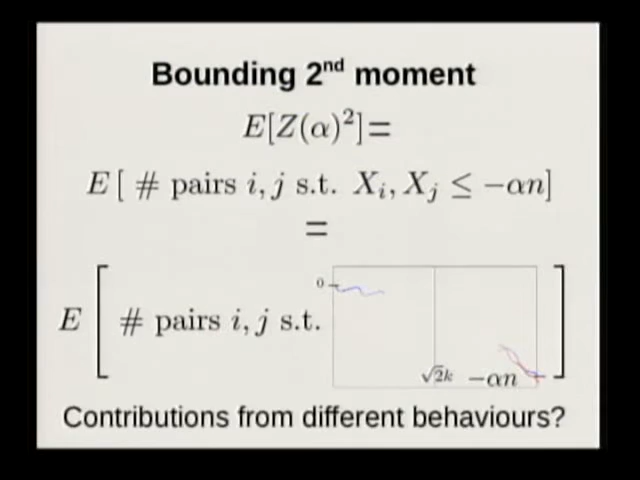 Bounding 2nd moment
E[Z(α)²]=
E[ # pairs i, j s.t. Xᵢ, Xⱼ ≤ −αn]
=
E [ # pairs i, j s.t. ]
0
√2k −αn
Contributions from different behaviours?